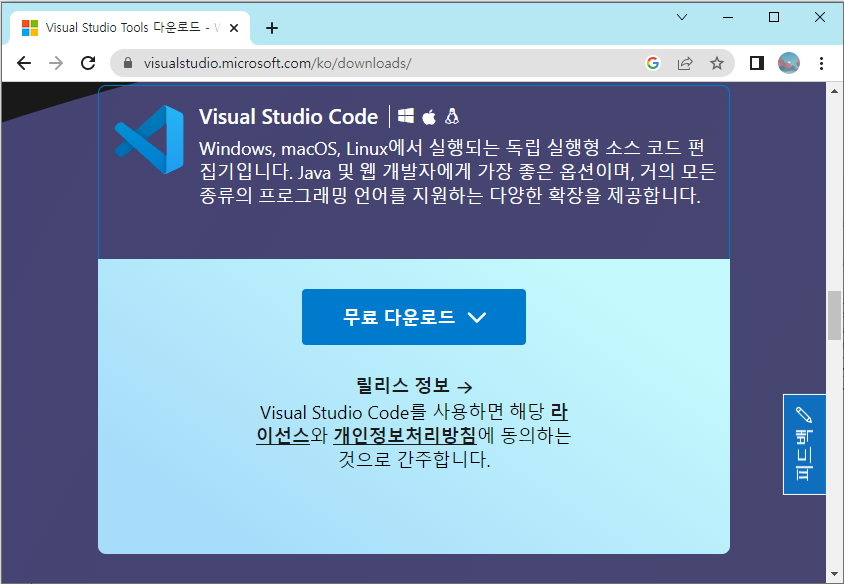 Visual Studio Tools 다운로드 - V
visualstudio.microsoft.com/ko/downloads/
Visual Studio Code
Windows, macOS, Linux에서 실행되는 독립 실행형 소스 코드 편
집기입니다. Java 및 웹 개발자에게 가장 좋은 옵션이며, 거의 모든
종류의 프로그래밍 언어를 지원하는 다양한 확장을 제공합니다.
무료 다운로드
릴리스 정보 →
Visual Studio Code를 사용하면 해당 라
이선스와 개인정보처리방침에 동의하는
것으로 간주합니다.
피드백